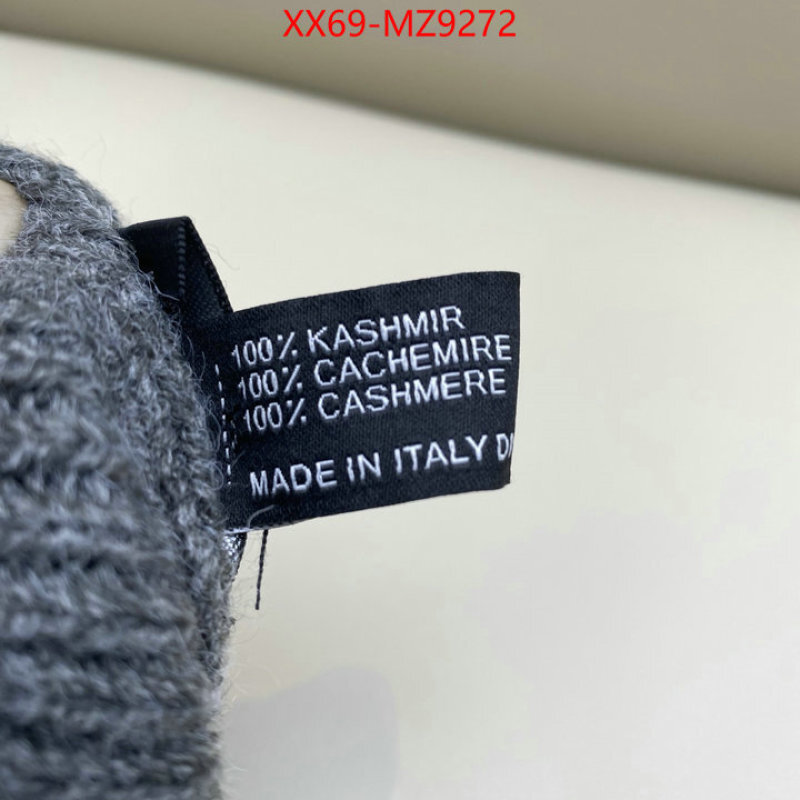 XX69-MZ9272
100% KASHMIR
100% CACHEMIRE
100% CASHMERE
MADE IN ITALY